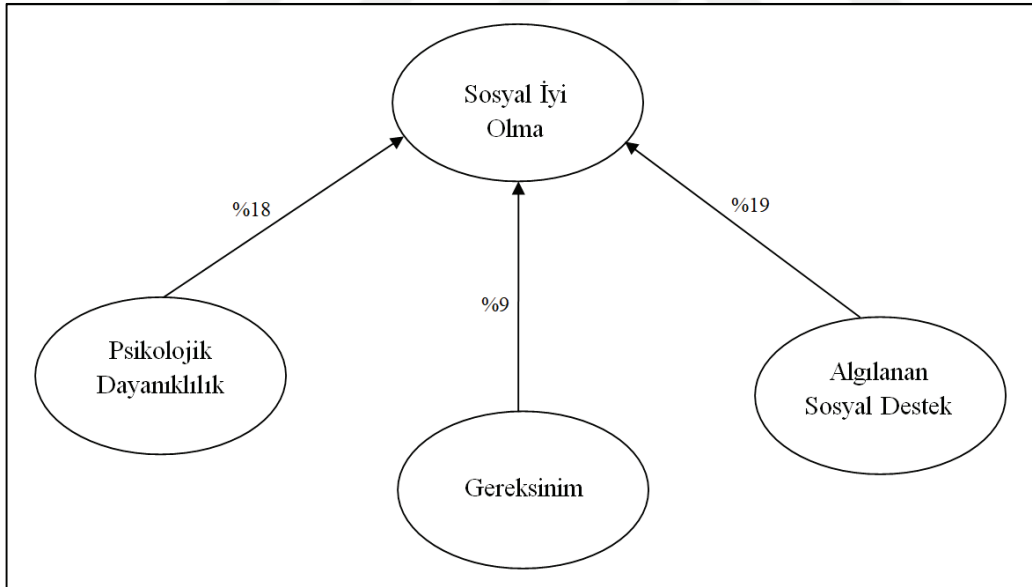 Sosyal İyi
Olma
%18
%19
%9
Psikolojik
Dayanıklılık
Algılanan
Sosyal Destek
Gereksinim